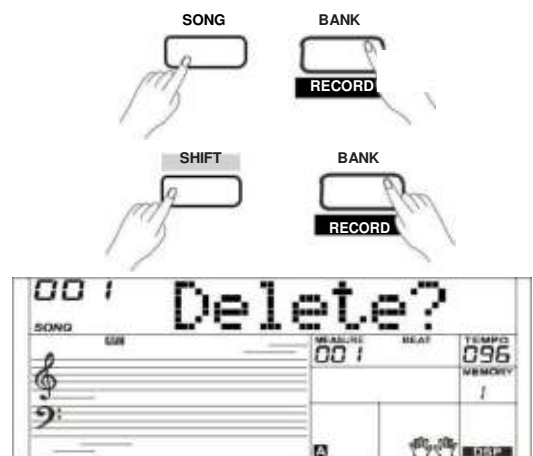 SONG BANK
RECORD
SHIFT BANK
RECORD
001 Delete?
SONG
MEASURE BEAT TEMPO
001 096
MEMORY
1
A DSP